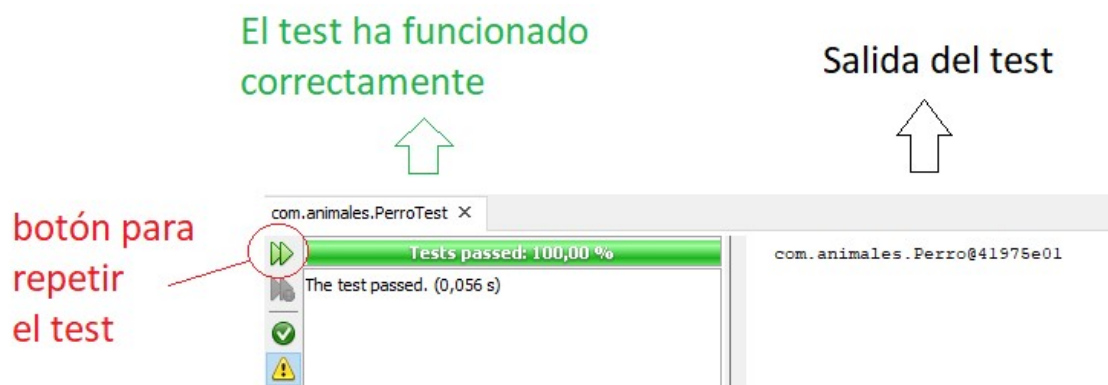 El test ha funcionado
correctamente
Salida del test
botón para
repetir
el test
com.animales.PerroTest X
Tests passed: 100,00 %
The test passed. (0,056 s)
com.animales.Perro@41975e01